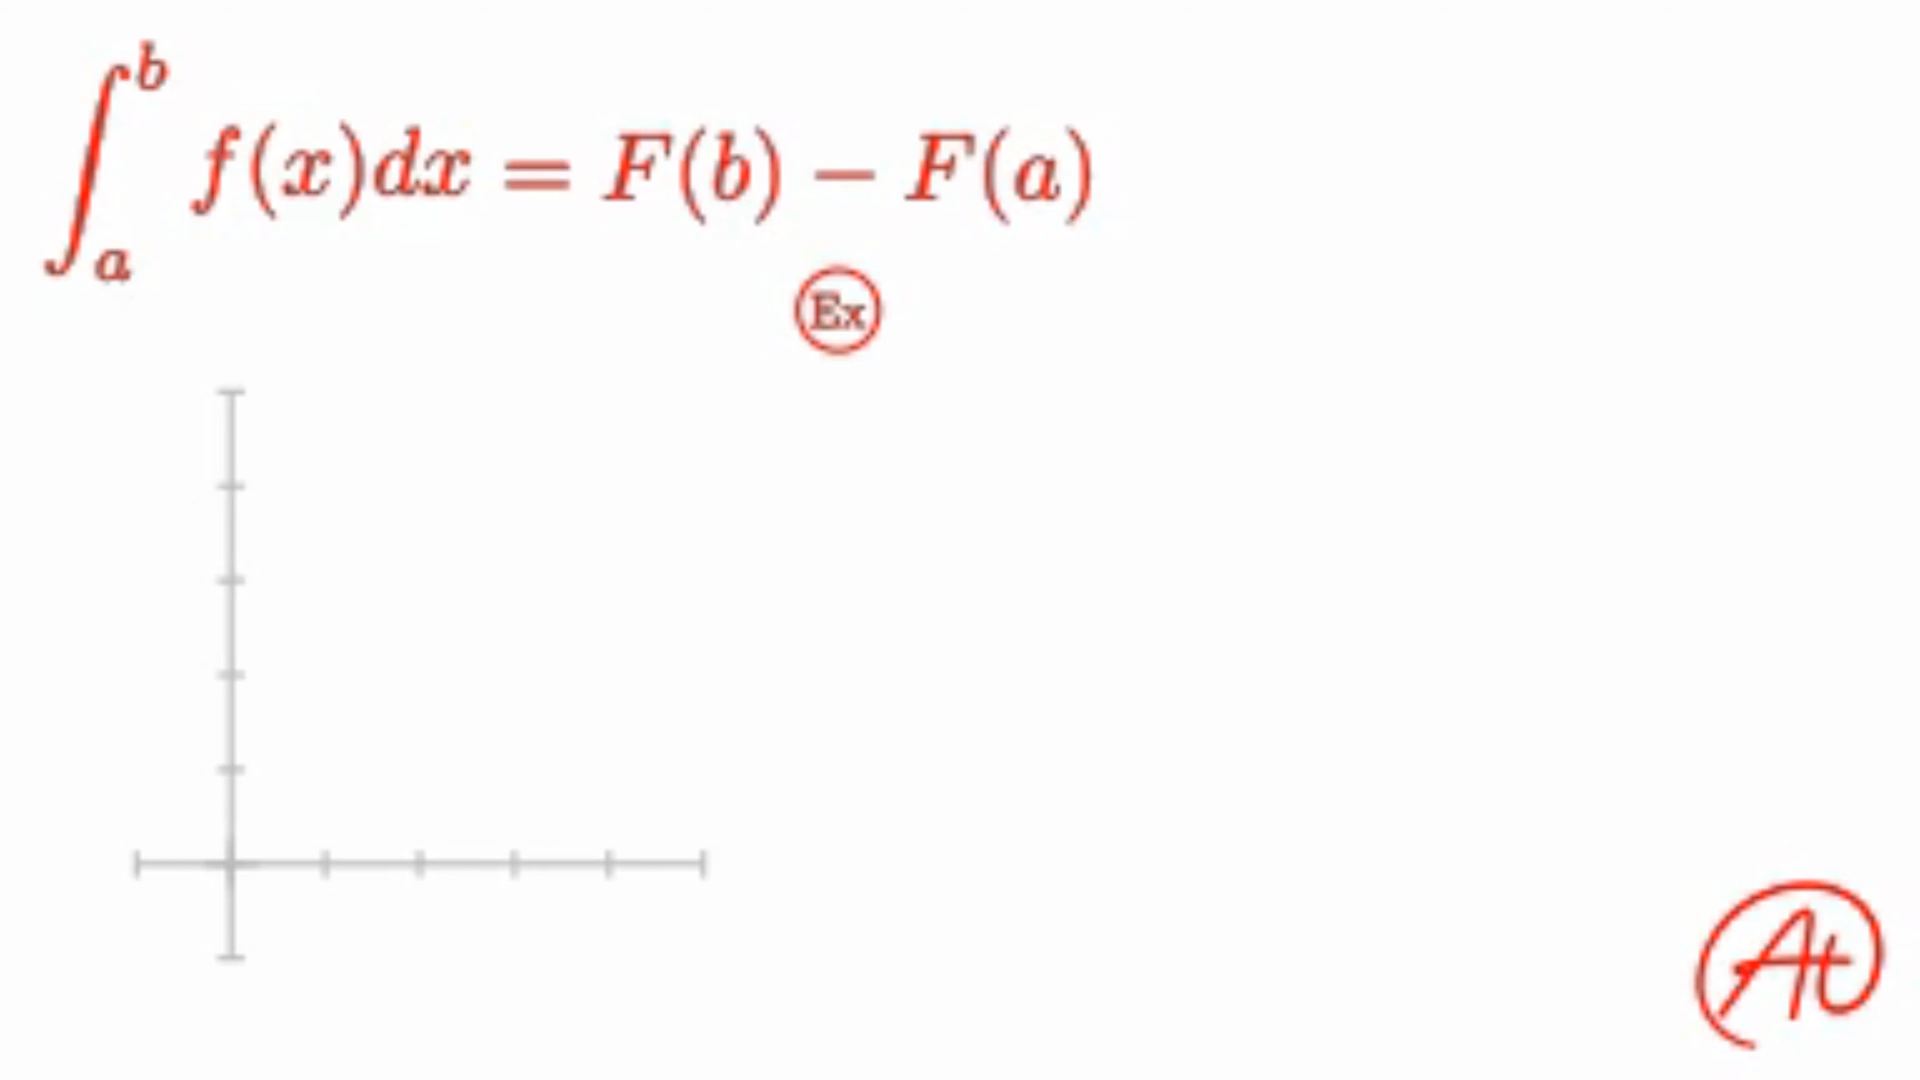 ∫_a^b f(x)dx = F(b) − F(a)
Ex
At